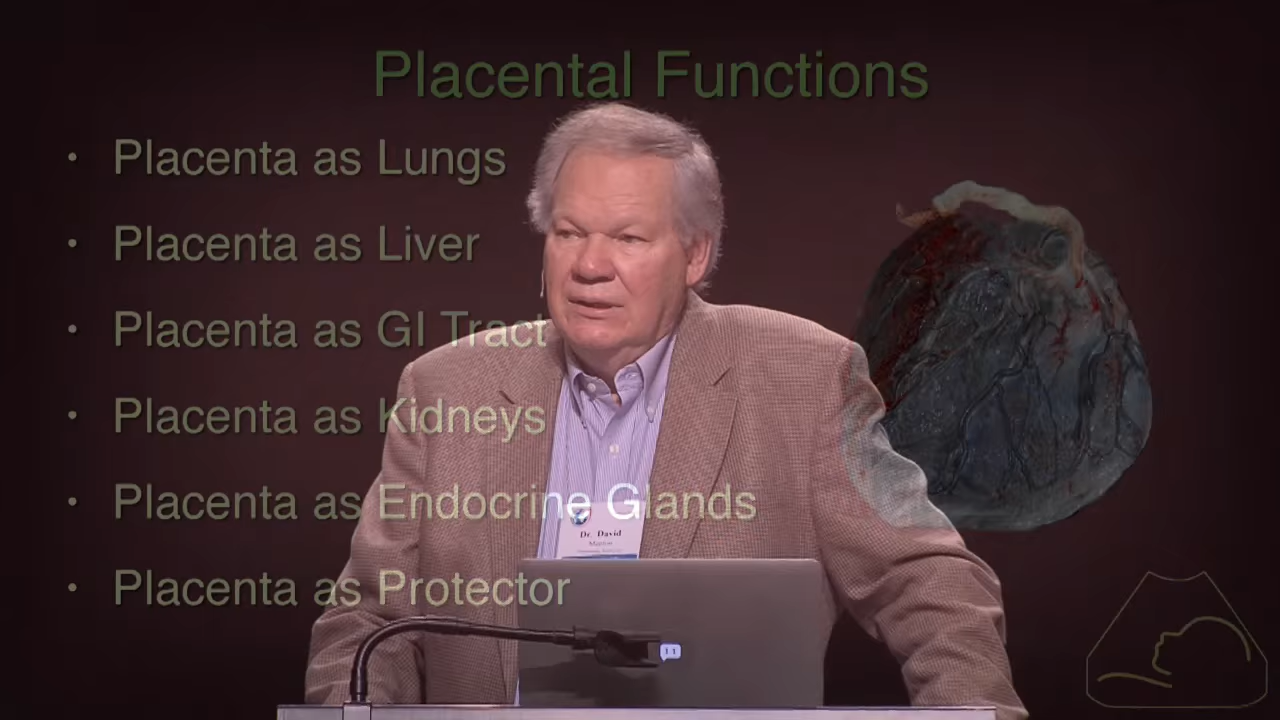 Placental Functions
• Placenta as Lungs
• Placenta as Liver
• Placenta as GI Tract
• Placenta as Kidneys
• Placenta as Endocrine Glands
• Placenta as Protector
Dr. David